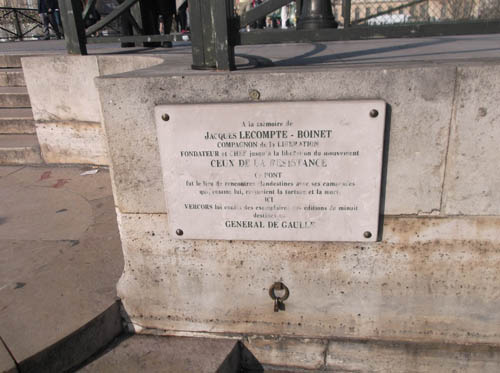 A la mémoire de
JACQUES LECOMPTE - BOINET
COMPAGNON de la LIBERATION
FONDATEUR et CHEF jusqu'à la libération du mouvement
CEUX DE LA RESISTANCE
Ce PONT
fut le lieu de rencontres clandestines avec ses camarades
qui, comme lui, risquaient la torture et la mort.
ICI
VERCORS lui remit des exemplaires des éditions de minuit
destinés au
GENERAL DE GAULLE